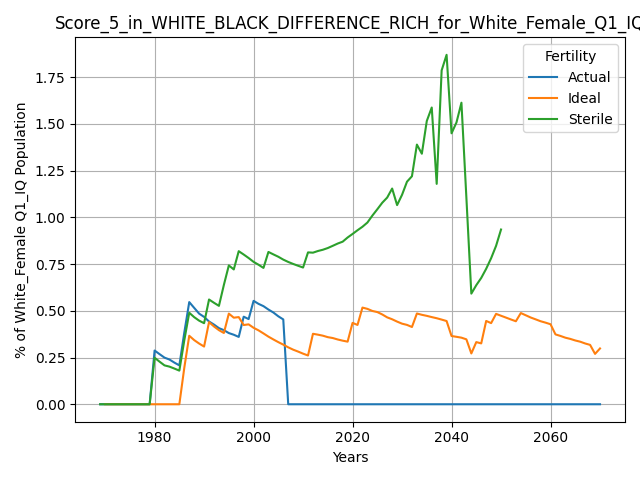 Score_5_in_WHITE_BLACK_DIFFERENCE_RICH_for_White_Female_Q1_IQ
Fertility
Actual
Ideal
Sterile
% of White_Female Q1_IQ Population
1.75
1.50
1.25
1.00
0.75
0.50
0.25
0.00
1980 2000 2020 2040 2060
Years